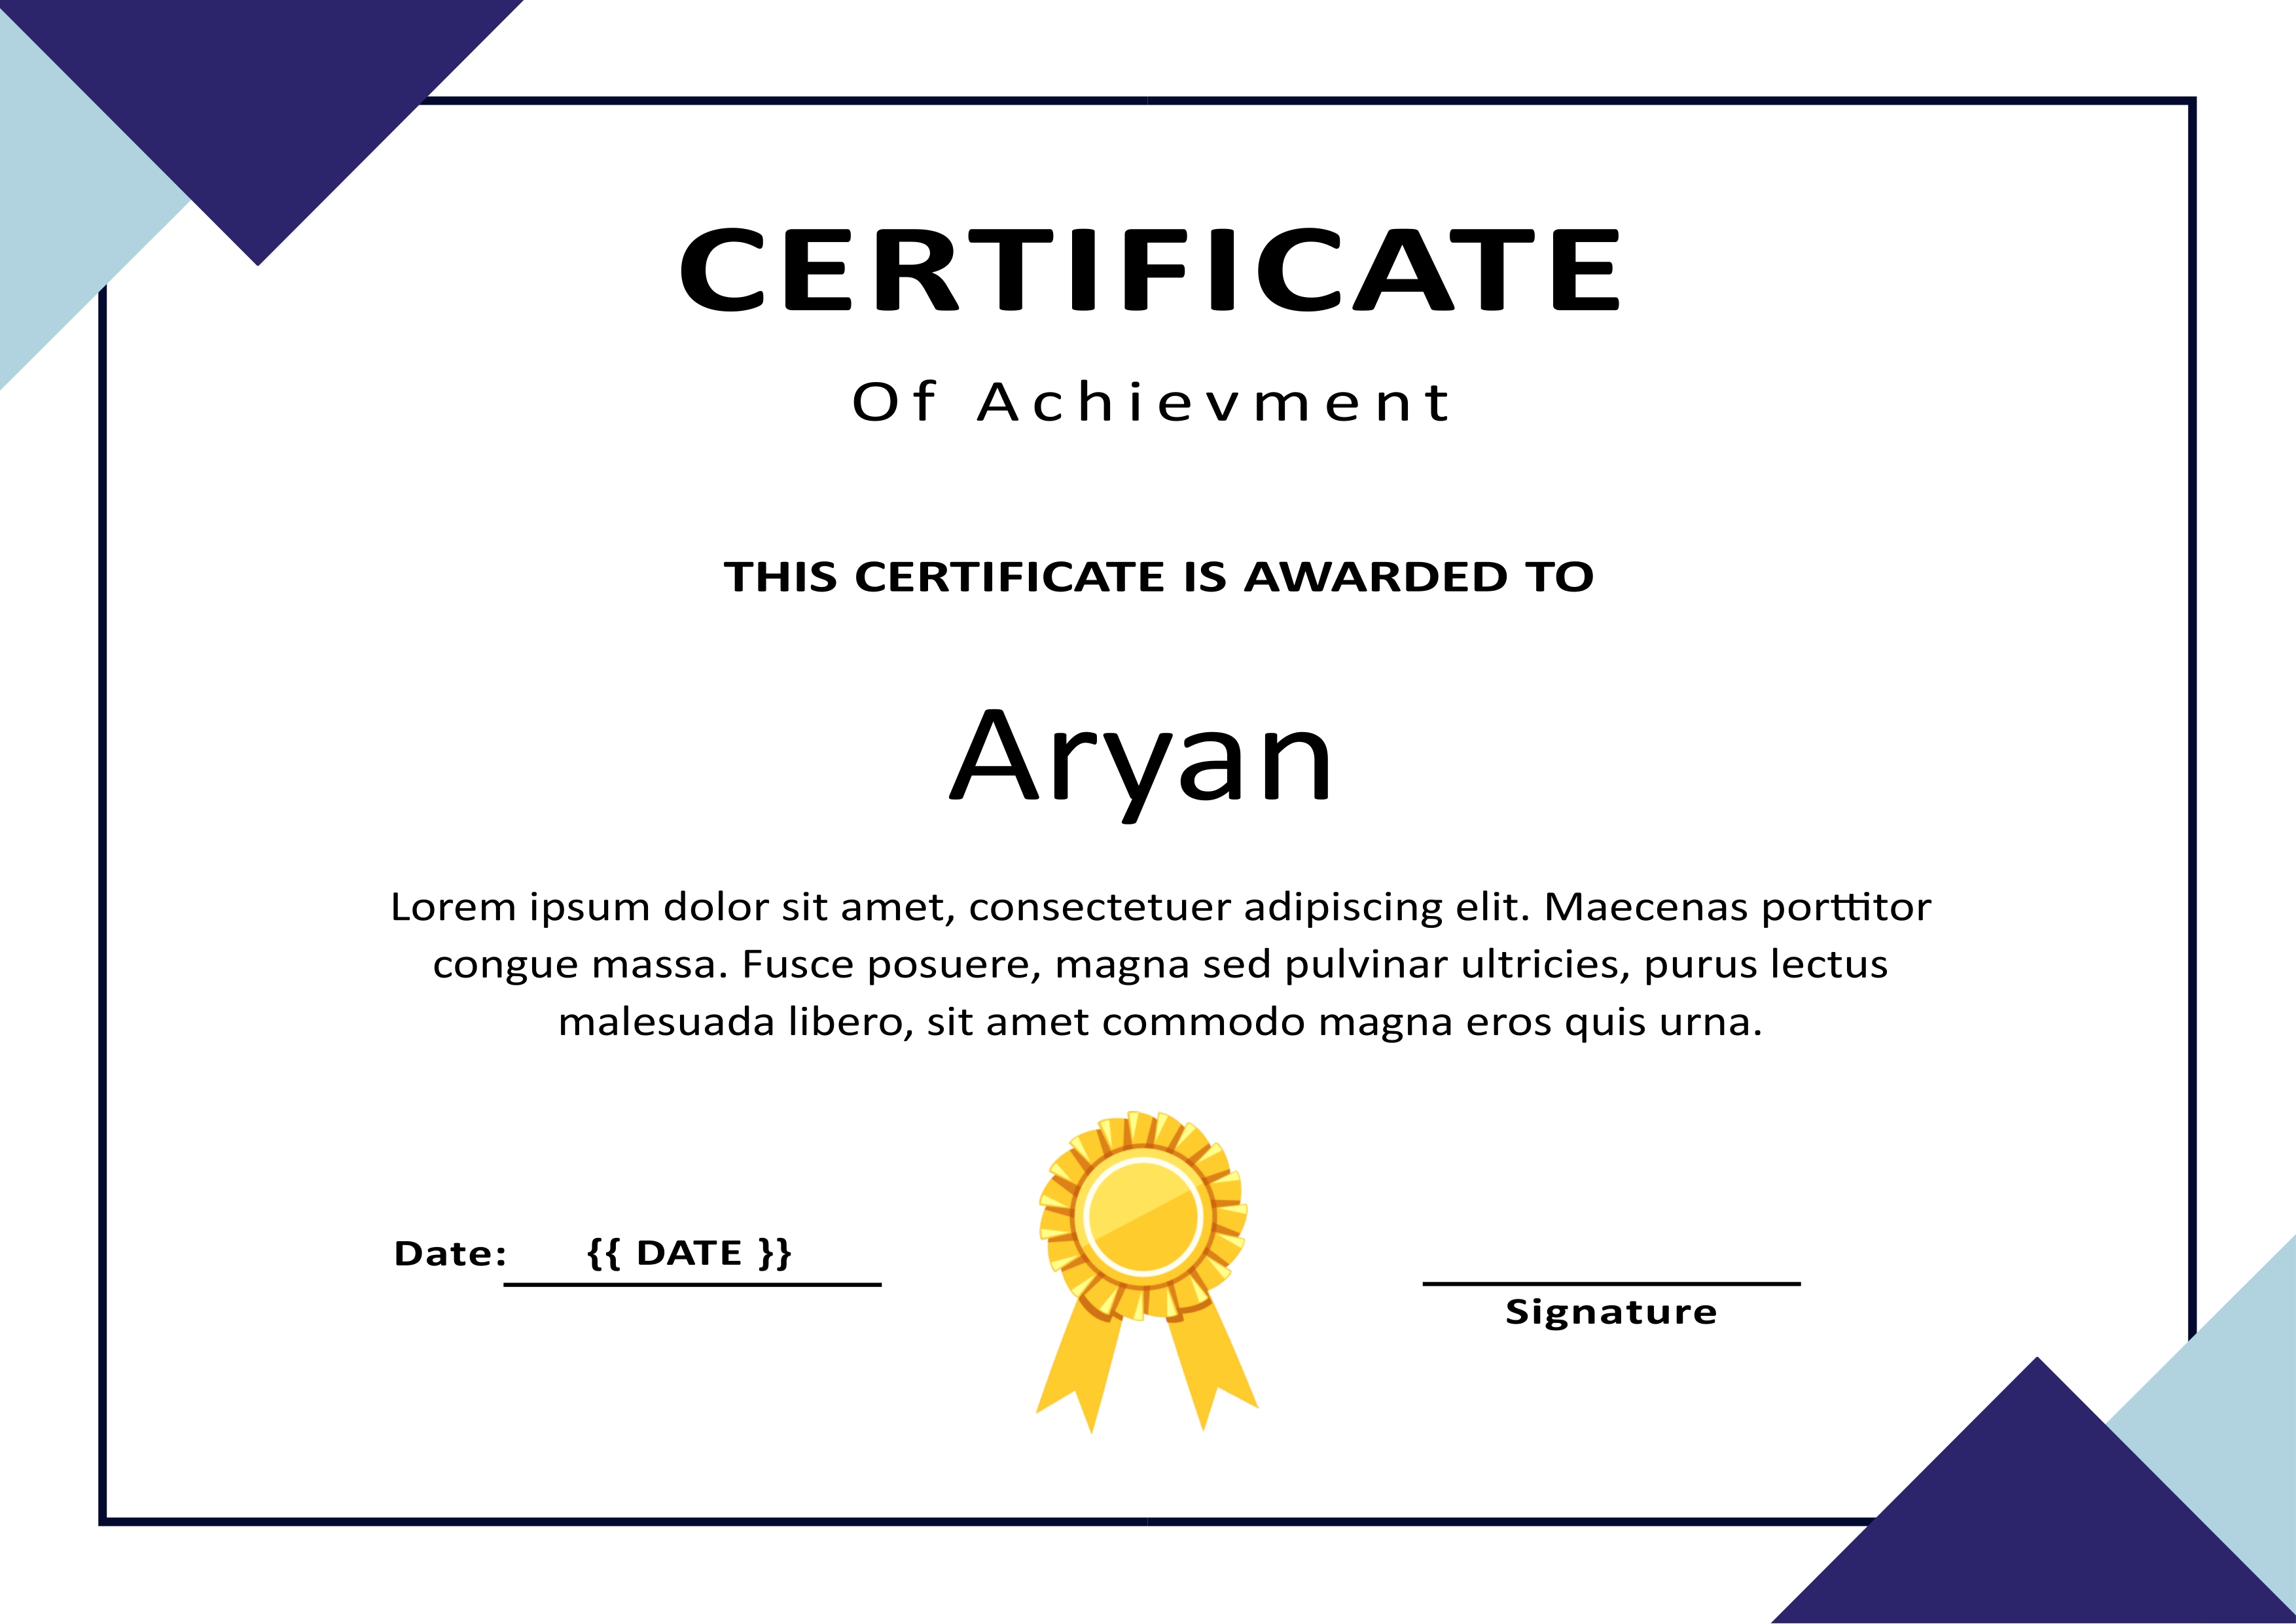 CERTIFICATE
Of Achievment
THIS CERTIFICATE IS AWARDED TO
Aryan
Lorem ipsum dolor sit amet, consectetuer adipiscing elit. Maecenas porttitor
congue massa. Fusce posuere, magna sed pulvinar ultricies, purus lectus
malesuada libero, sit amet commodo magna eros quis urna.
Date: {{ DATE }}
Signature